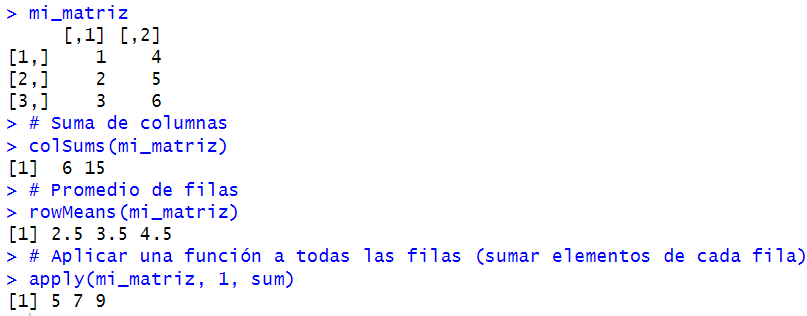 > mi_matriz
     [,1] [,2]
[1,]    1    4
[2,]    2    5
[3,]    3    6
> # Suma de columnas
> colSums(mi_matriz)
[1]  6 15
> # Promedio de filas
> rowMeans(mi_matriz)
[1] 2.5 3.5 4.5
> # Aplicar una función a todas las filas (sumar elementos de cada fila)
> apply(mi_matriz, 1, sum)
[1] 5 7 9